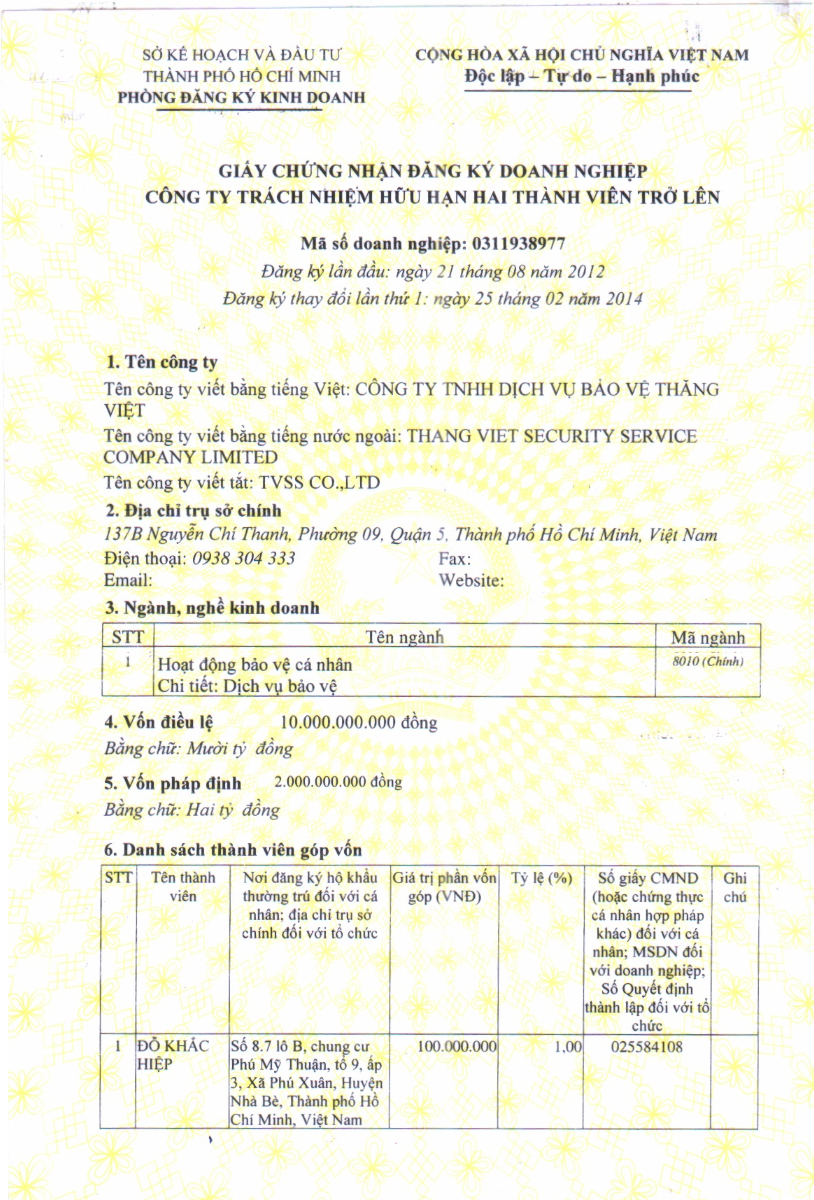 SỞ KẾ HOẠCH VÀ ĐẦU TƯ
THÀNH PHỐ HỒ CHÍ MINH
PHÒNG ĐĂNG KÝ KINH DOANH
CỘNG HÒA XÃ HỘI CHỦ NGHĨA VIỆT NAM
Độc lập – Tự do – Hạnh phúc
GIẤY CHỨNG NHẬN ĐĂNG KÝ DOANH NGHIỆP
CÔNG TY TRÁCH NHIỆM HỮU HẠN HAI THÀNH VIÊN TRỞ LÊN
Mã số doanh nghiệp: 0311938977
Đăng ký lần đầu: ngày 21 tháng 08 năm 2012
Đăng ký thay đổi lần thứ 1: ngày 25 tháng 02 năm 2014
1. Tên công ty
Tên công ty viết bằng tiếng Việt: CÔNG TY TNHH DỊCH VỤ BẢO VỆ THĂNG
VIỆT
Tên công ty viết bằng tiếng nước ngoài: THANG VIET SECURITY SERVICE
COMPANY LIMITED
Tên công ty viết tắt: TVSS CO.,LTD
2. Địa chỉ trụ sở chính
137B Nguyễn Chí Thanh, Phường 09, Quận 5, Thành phố Hồ Chí Minh, Việt Nam
Điện thoại: 0938 304 333 Fax:
Email: Website:
3. Ngành, nghề kinh doanh
STT Tên ngành Mã ngành
1 Hoạt động bảo vệ cá nhân 8010 (Chính)
Chi tiết: Dịch vụ bảo vệ
4. Vốn điều lệ 10.000.000.000 đồng
Bằng chữ: Mười tỷ đồng
5. Vốn pháp định 2.000.000.000 đồng
Bằng chữ: Hai tỷ đồng
6. Danh sách thành viên góp vốn
STT Tên thành Nơi đăng ký hộ khẩu Giá trị phần vốn Tỷ lệ (%) Số giấy CMND Ghi
viên thường trú đối với cá góp (VNĐ) (hoặc chứng thực chú
nhân; địa chỉ trụ sở cá nhân hợp pháp
chính đối với tổ chức khác) đối với cá
nhân; MSDN đối
với doanh nghiệp;
Số Quyết định
thành lập đối với tổ
chức
1 ĐỖ KHẮC Số 8.7 lô B, chung cư 100.000.000 1,00 025584108
HIỆP Phú Mỹ Thuận, tổ 9, ấp
3, Xã Phú Xuân, Huyện
Nhà Bè, Thành phố Hồ
Chí Minh, Việt Nam